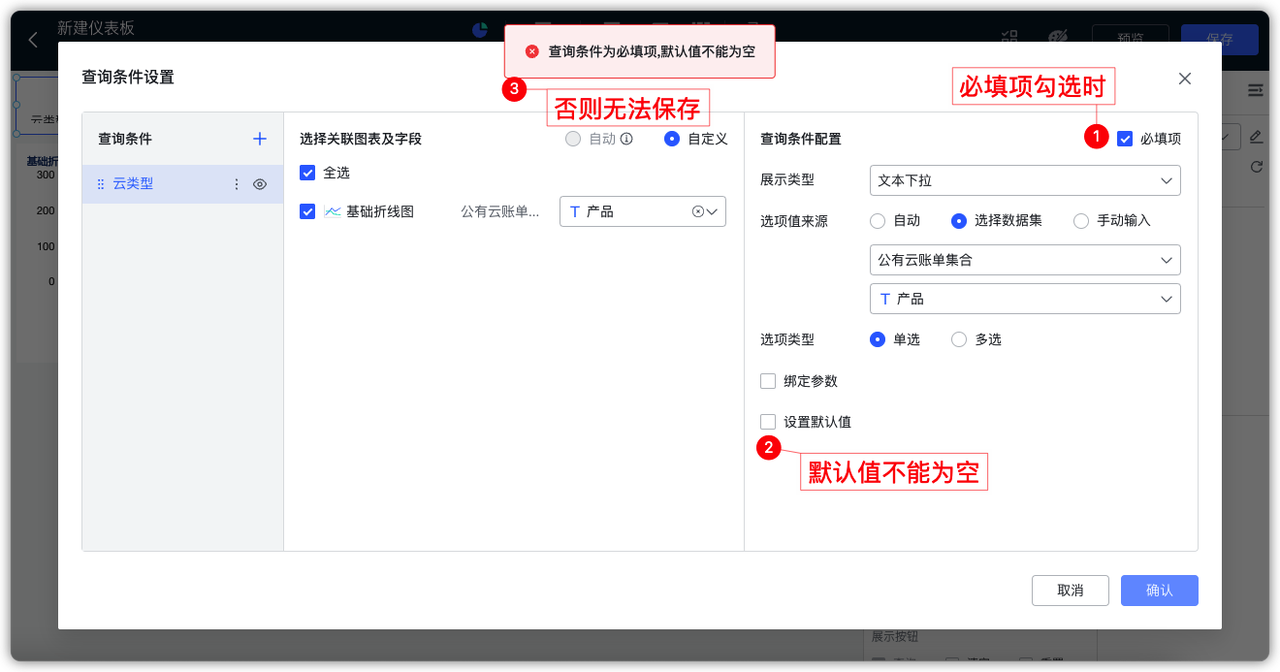 新建仪表板
预览
保存
查询条件为必填项,默认值不能为空
查询条件设置
3
否则无法保存
必填项勾选时
1
查询条件
选择关联图表及字段
自动
自定义
查询条件配置
必填项
云类型
全选
基础折线图
公有云账单...
产品
展示类型
文本下拉
选项值来源
自动
选择数据集
手动输入
公有云账单集合
产品
选项类型
单选
多选
绑定参数
设置默认值
2
默认值不能为空
基础折
300
200
100
0
取消
确认
展示按钮